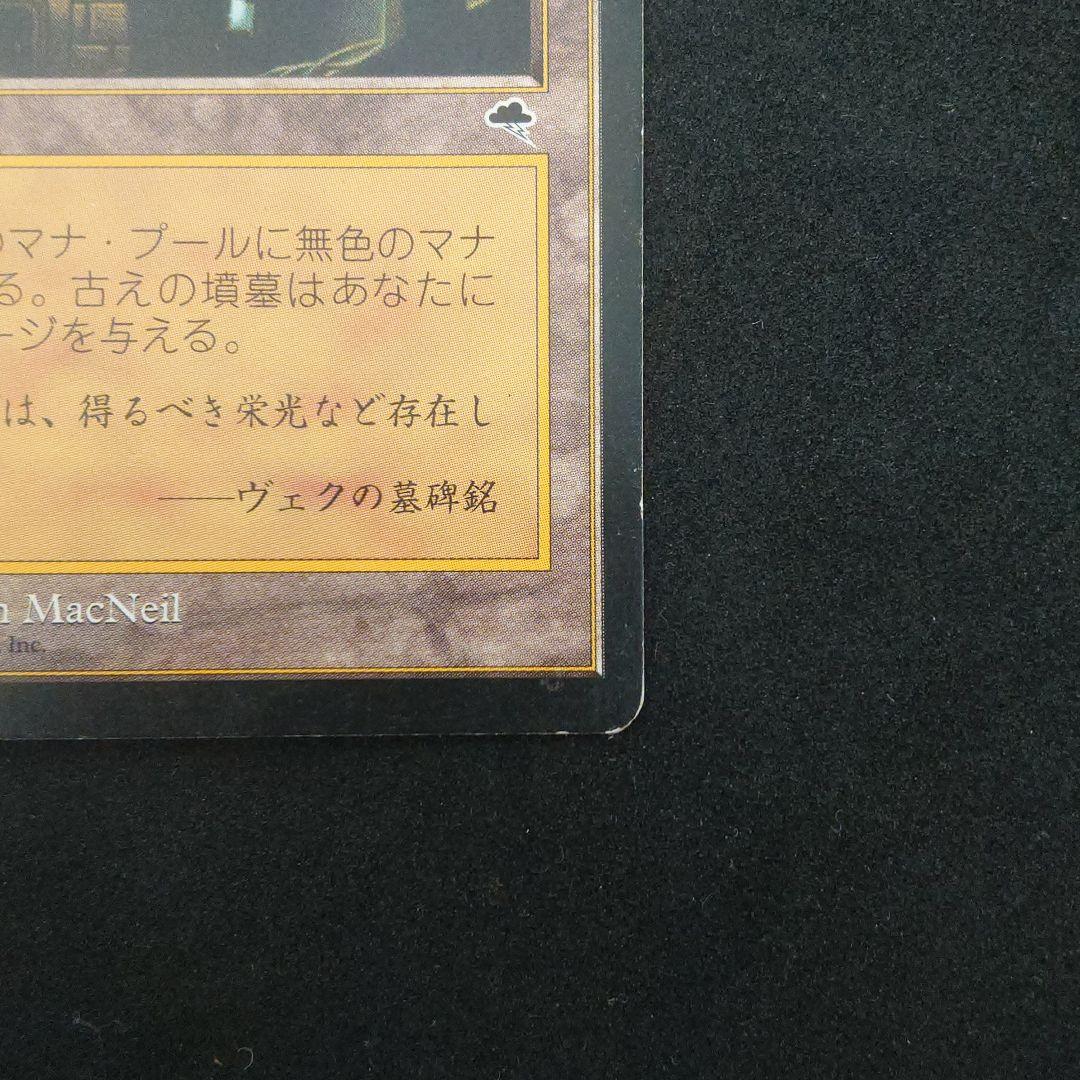 のマナ・プールに無色のマナ
る。古えの墳墓はあなたに
ージを与える。
は、得るべき栄光など存在し
――ヴェクの墓碑銘
n MacNeil
Inc.